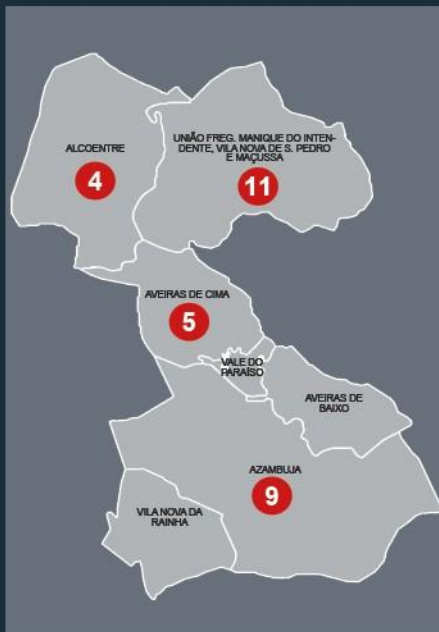 ALCOENTRE
4
UNIÃO FREG. MANIQUE DO INTEN-
DENTE, VILA NOVA DE S. PEDRO
E MAÇUSSA
11
AVEIRAS DE CIMA
5
VALE DO
PARAÍSO
AVEIRAS DE
BAIXO
AZAMBUJA
9
VILA NOVA DA
RAINHA